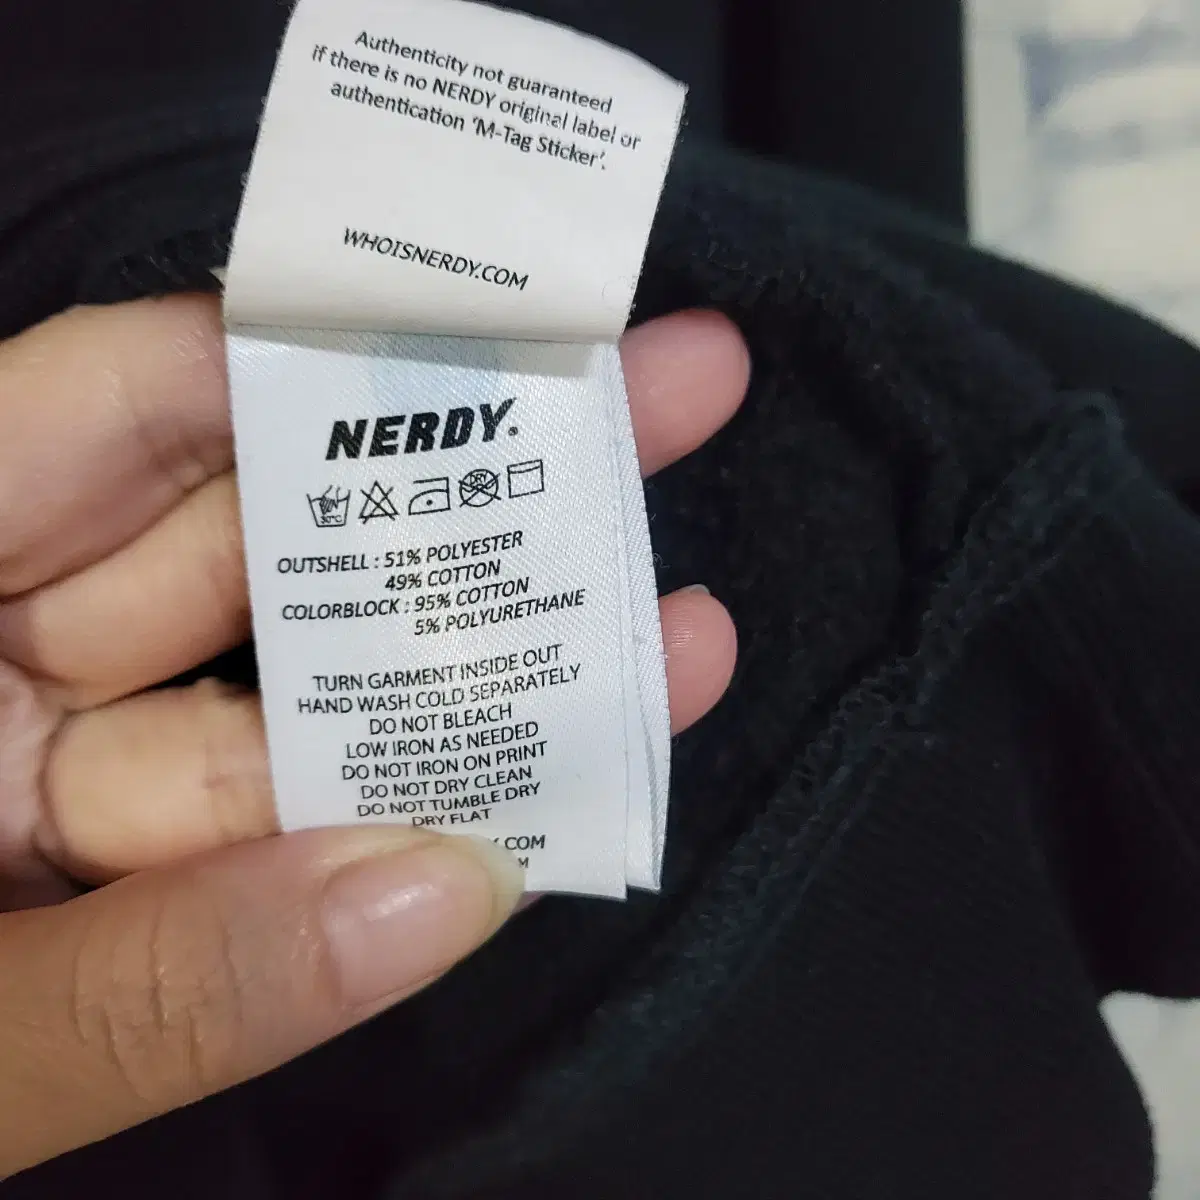 Authenticity not guaranteed
if there is no NERDY original label or
authentication 'M-Tag Sticker'.
WHOISNERDY.COM
NERDY.
30°C DRY
OUTSHELL : 51% POLYESTER
49% COTTON
COLORBLOCK : 95% COTTON
5% POLYURETHANE
TURN GARMENT INSIDE OUT
HAND WASH COLD SEPARATELY
DO NOT BLEACH
LOW IRON AS NEEDED
DO NOT IRON ON PRINT
DO NOT DRY CLEAN
DO NOT TUMBLE DRY
DRY FLAT
.COM
M